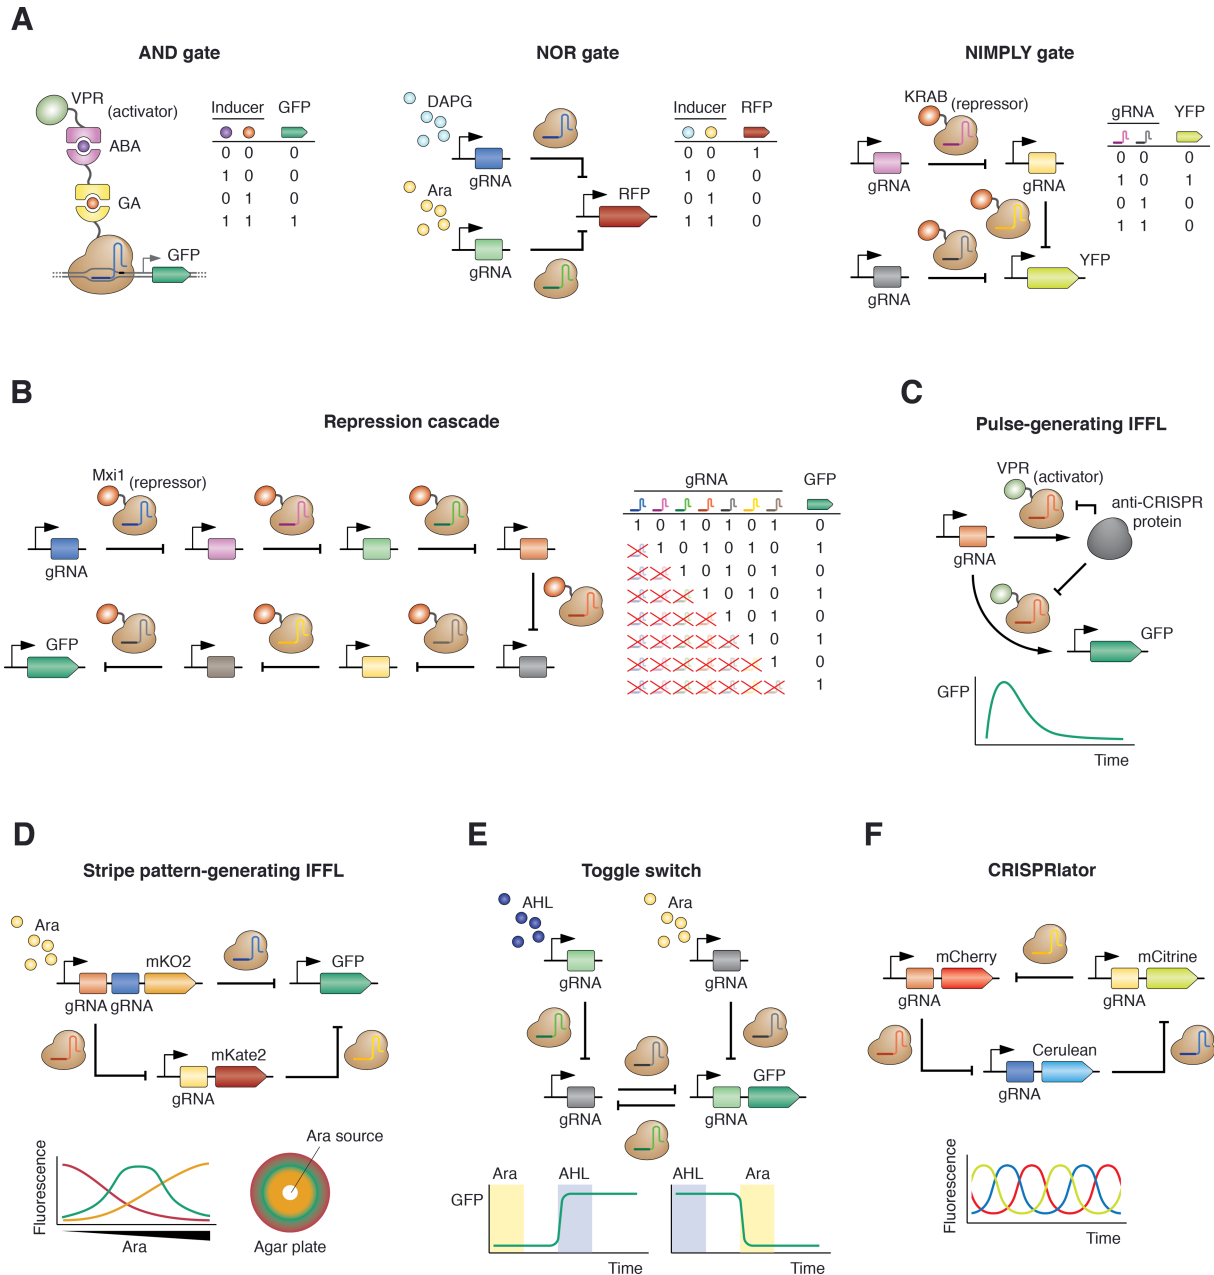 A
AND gate
VPR (activator)
ABA
GA
GFP
Inducer GFP
0 0 0
1 0 0
0 1 0
1 1 1
NOR gate
DAPG
gRNA
Ara
gRNA
RFP
Inducer RFP
0 0 1
1 0 0
0 1 0
1 1 0
NIMPLY gate
KRAB (repressor)
gRNA
gRNA
gRNA
YFP
gRNA YFP
0 0 0
1 0 1
0 1 0
1 1 0
B
Repression cascade
Mxi1 (repressor)
gRNA
GFP
gRNA GFP
1 0 1 0 1 0 1 0
1 0 1 0 1 0 1
1 0 1 0 1 0
1 0 1 0 1
1 0 1 0
1 0 1
1 0
1
C
Pulse-generating IFFL
VPR (activator)
anti-CRISPR
protein
gRNA
GFP
GFP
Time
D
Stripe pattern-generating IFFL
Ara
mKO2
GFP
gRNA gRNA
mKate2
gRNA
Fluorescence
Ara
Ara source
Agar plate
E
Toggle switch
AHL
Ara
gRNA
gRNA
GFP
gRNA
gRNA
Ara AHL
GFP
Time
AHL Ara
Time
F
CRISPRlator
mCherry
mCitrine
gRNA
gRNA
Cerulean
gRNA
Fluorescence
Time